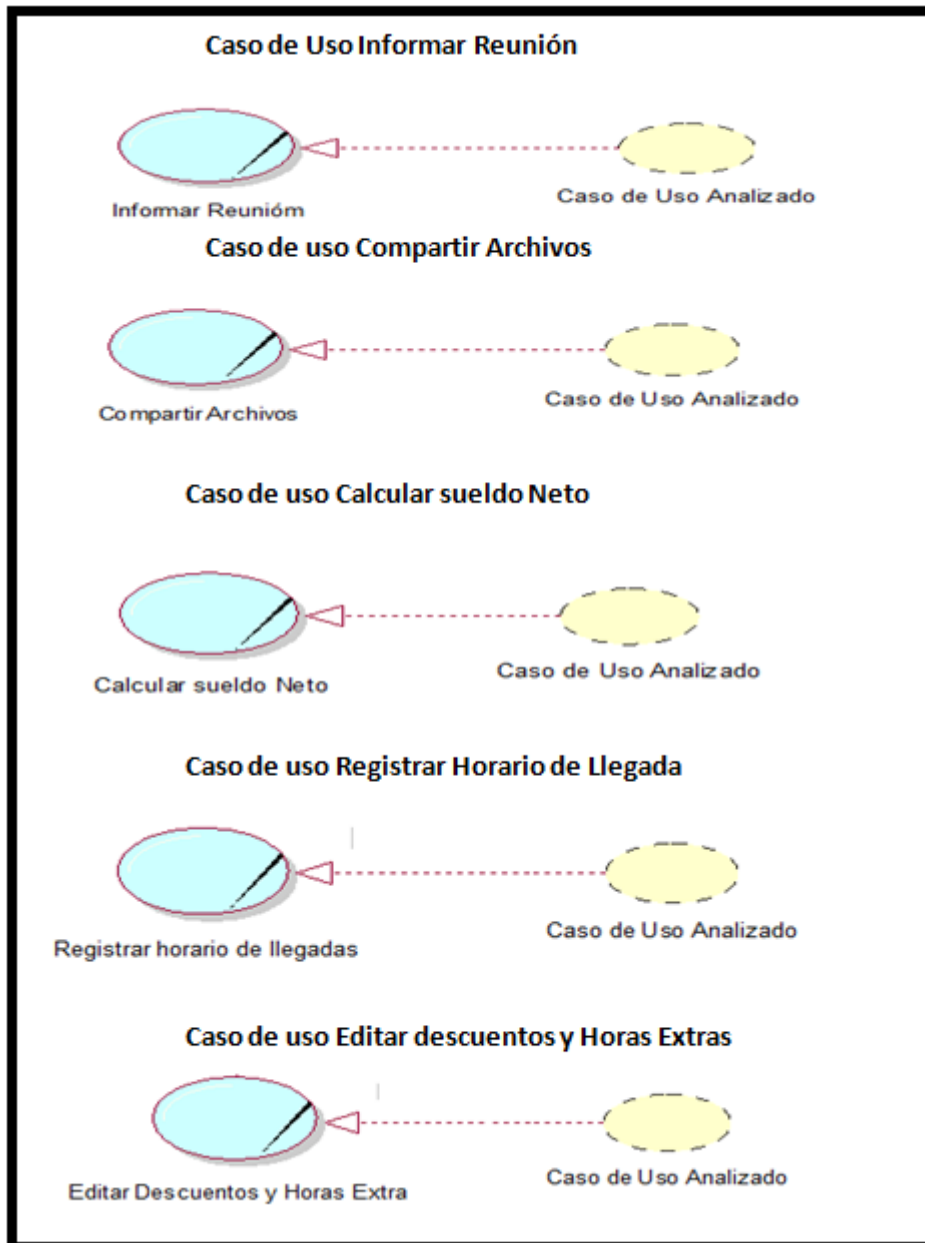 Caso de Uso Informar Reunión
Informar Reunióm
Caso de Uso Analizado
Caso de uso Compartir Archivos
Compartir Archivos
Caso de Uso Analizado
Caso de uso Calcular sueldo Neto
Calcular sueldo Neto
Caso de Uso Analizado
Caso de uso Registrar Horario de Llegada
Registrar horario de llegadas
Caso de Uso Analizado
Caso de uso Editar descuentos y Horas Extras
Editar Descuentos y Horas Extra
Caso de Uso Analizado